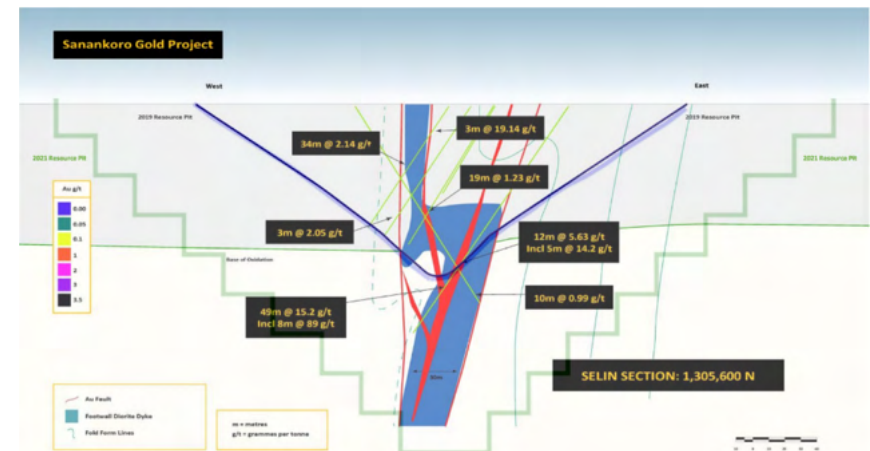 Sanankoro Gold Project
West
East
2019 Resource Pit
2019 Resource Pit
2021 Resource Pit
2021 Resource Pit
34m @ 2.14 g/t
3m @ 19.14 g/t
19m @ 1.23 g/t
3m @ 2.05 g/t
12m @ 5.63 g/t
Incl 5m @ 14.2 g/t
49m @ 15.2 g/t
Incl 8m @ 89 g/t
10m @ 0.99 g/t
Au g/t
0.00
0.05
0.1
1
2
3
3.5
Base of Oxidation
SELIN SECTION: 1,305,600 N
Au Fault
Footwall Diorite Dyke
Fold Form Lines
m = metres
g/t = grammes per tonne